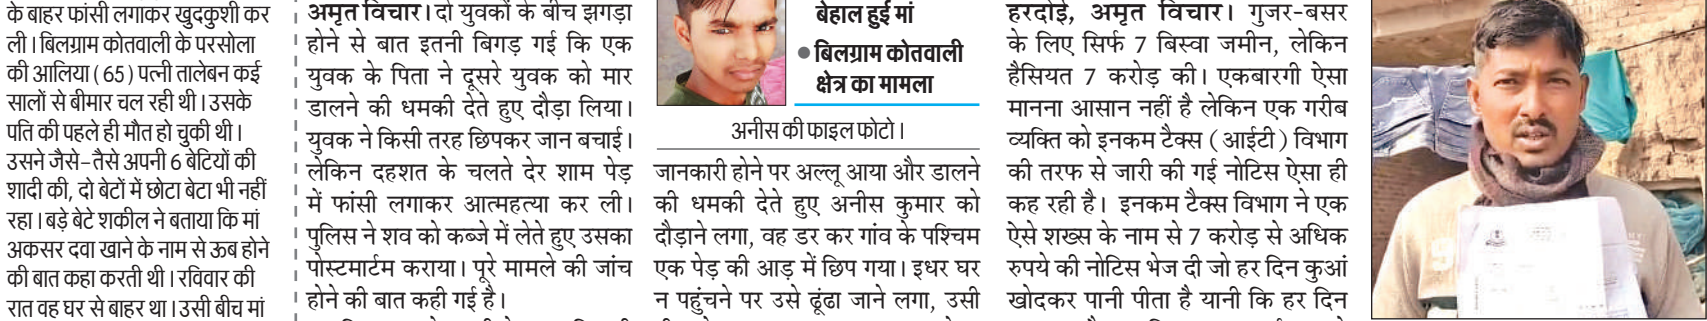 के बाहर फांसी लगाकर खुदकुशी कर
ली। बिलग्राम कोतवाली के परसोला
की आलिया (65) पत्नी तालेबन कई
सालों से बीमार चल रही थी। उसके
पति की पहले ही मौत हो चुकी थी।
उसने जैसे-तैसे अपनी 6 बेटियों की
शादी की, दो बेटों में छोटा बेटा भी नहीं
रहा। बड़े बेटे शकील ने बताया कि मां
अकसर दवा खाने के नाम से ऊब होने
की बात कहा करती थी। रविवार की
रात वह घर से बाहर था। उसी बीच मां
अमृत विचार। दो युवकों के बीच झगड़ा
होने से बात इतनी बिगड़ गई कि एक
युवक के पिता ने दूसरे युवक को मार
डालने की धमकी देते हुए दौड़ा लिया।
युवक ने किसी तरह छिपकर जान बचाई।
लेकिन दहशत के चलते देर शाम पेड़
में फांसी लगाकर आत्महत्या कर ली।
पुलिस ने शव को कब्जे में लेते हुए उसका
पोस्टमार्टम कराया। पूरे मामले की जांच
होने की बात कही गई है।
बेहाल हुई मां
● बिलग्राम कोतवाली
क्षेत्र का मामला
अनीस की फाइल फोटो।
जानकारी होने पर अल्लू आया और डालने
की धमकी देते हुए अनीस कुमार को
दौड़ाने लगा, वह डर कर गांव के पश्चिम
एक पेड़ की आड़ में छिप गया। इधर घर
न पहुंचने पर उसे ढूंढा जाने लगा, उसी
हरदोई, अमृत विचार। गुजर-बसर
के लिए सिर्फ 7 बिस्वा जमीन, लेकिन
हैसियत 7 करोड़ की। एकबारगी ऐसा
मानना आसान नहीं है लेकिन एक गरीब
व्यक्ति को इनकम टैक्स (आईटी) विभाग
की तरफ से जारी की गई नोटिस ऐसा ही
कह रही है। इनकम टैक्स विभाग ने एक
ऐसे शख्स के नाम से 7 करोड़ से अधिक
रुपये की नोटिस भेज दी जो हर दिन कुआं
खोदकर पानी पीता है यानी कि हर दिन